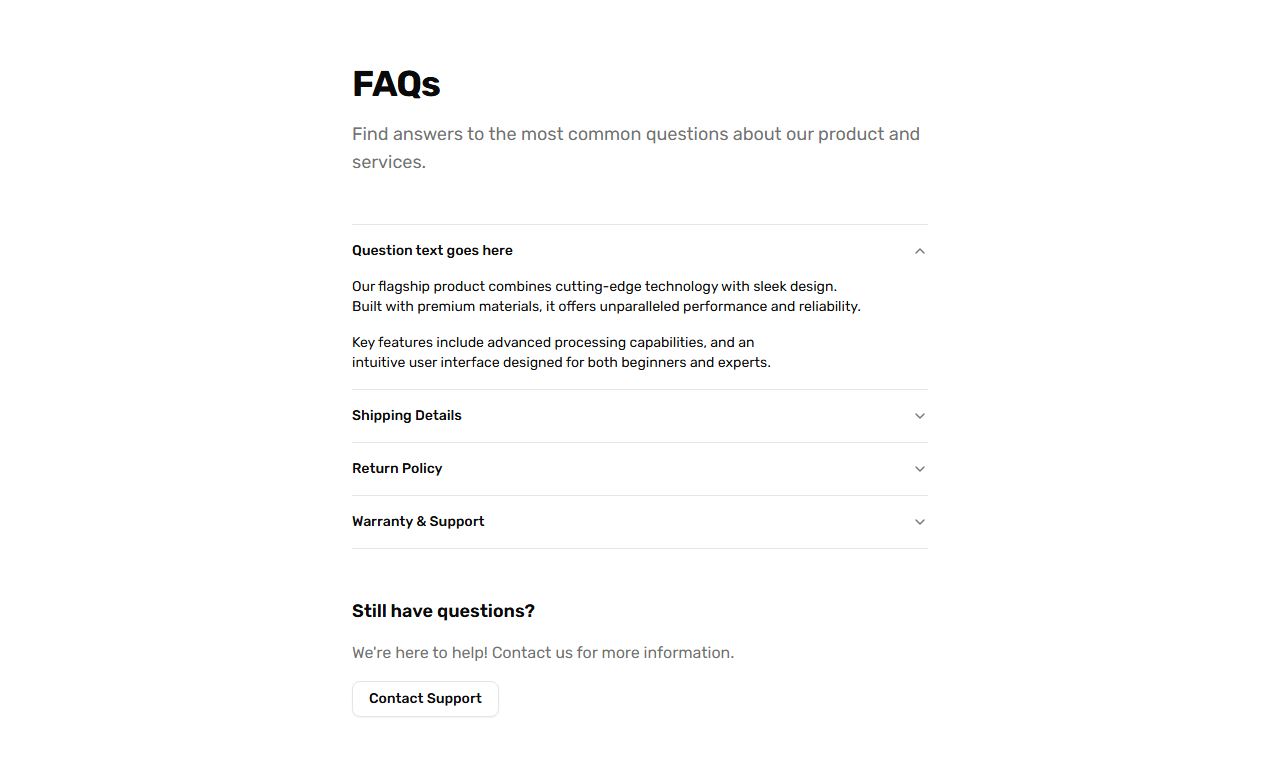 FAQs
Find answers to the most common questions about our product and
services.
Question text goes here
Our flagship product combines cutting-edge technology with sleek design.
Built with premium materials, it offers unparalleled performance and reliability.
Key features include advanced processing capabilities, and an
intuitive user interface designed for both beginners and experts.
Shipping Details
Return Policy
Warranty & Support
Still have questions?
We're here to help! Contact us for more information.
Contact Support